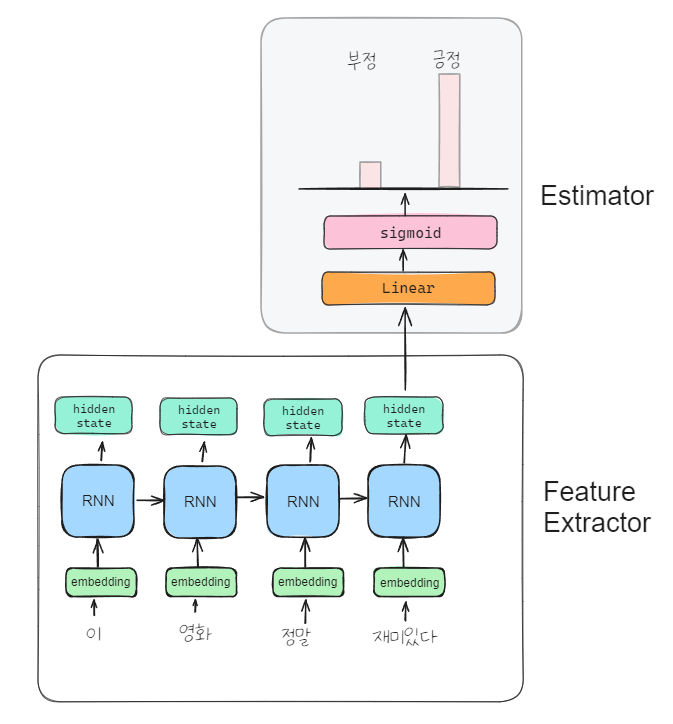 부정 긍정
Estimator
sigmoid
Linear
hidden state hidden state hidden state hidden state
RNN RNN RNN RNN
Feature
Extractor
embedding embedding embedding embedding
이 영화 정말 재미있다